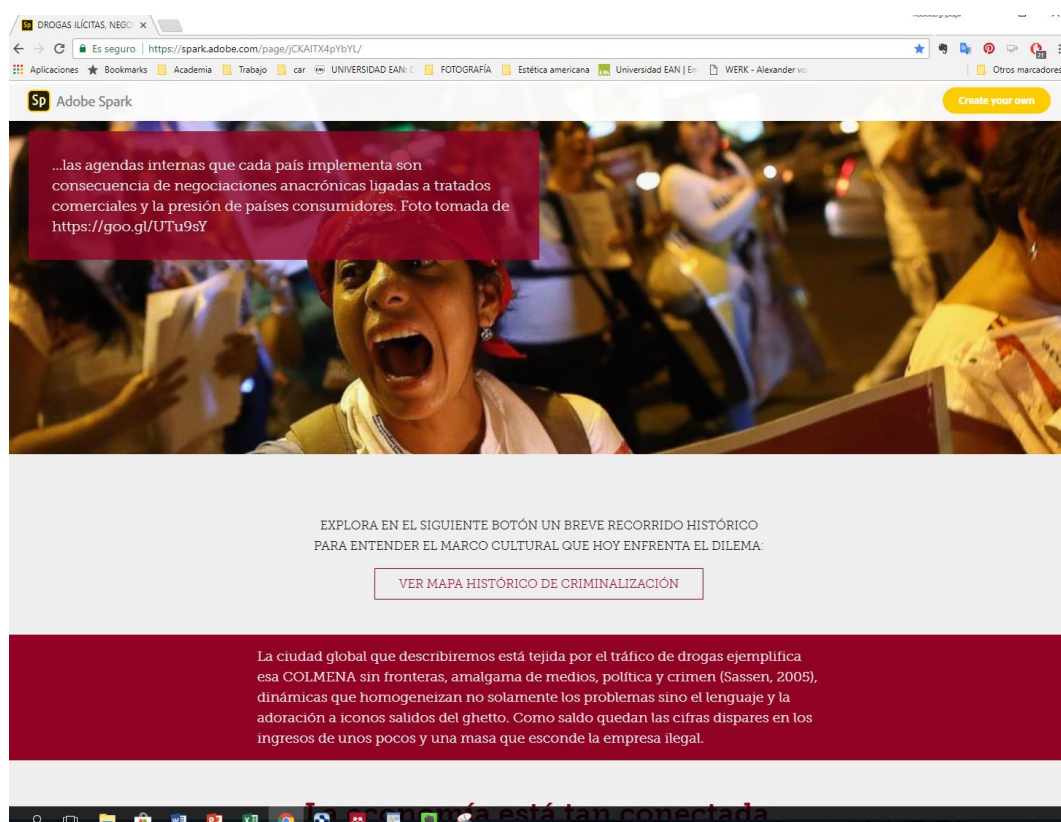 DROGAS ILÍCITAS, NEGO
Es seguro | https://spark.adobe.com/page/jCKAITX4pYbYL/
Aplicaciones Bookmarks Academia Trabajo car UNIVERSIDAD EAN: FOTOGRAFÍA Estética americana Universidad EAN | En WERK - Alexander vo Otros marcadores
Sp Adobe Spark Create your own
...las agendas internas que cada país implementa son
consecuencia de negociaciones anacrónicas ligadas a tratados
comerciales y la presión de países consumidores. Foto tomada de
https://goo.gl/UTu9sY
EXPLORA EN EL SIGUIENTE BOTÓN UN BREVE RECORRIDO HISTÓRICO
PARA ENTENDER EL MARCO CULTURAL QUE HOY ENFRENTA EL DILEMA:
VER MAPA HISTÓRICO DE CRIMINALIZACIÓN
La ciudad global que describiremos está tejida por el tráfico de drogas ejemplifica
esa COLMENA sin fronteras, amalgama de medios, política y crimen (Sassen, 2005),
dinámicas que homogeneizan no solamente los problemas sino el lenguaje y la
adoración a iconos salidos del ghetto. Como saldo quedan las cifras dispares en los
ingresos de unos pocos y una masa que esconde la empresa ilegal.
La economía está tan conectada